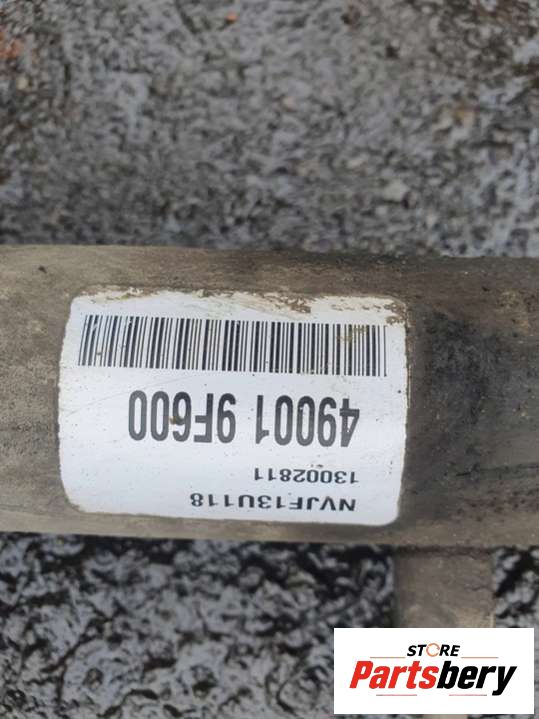 NVJF13U118
13002811
49001 9F600
STORE
Partsbery